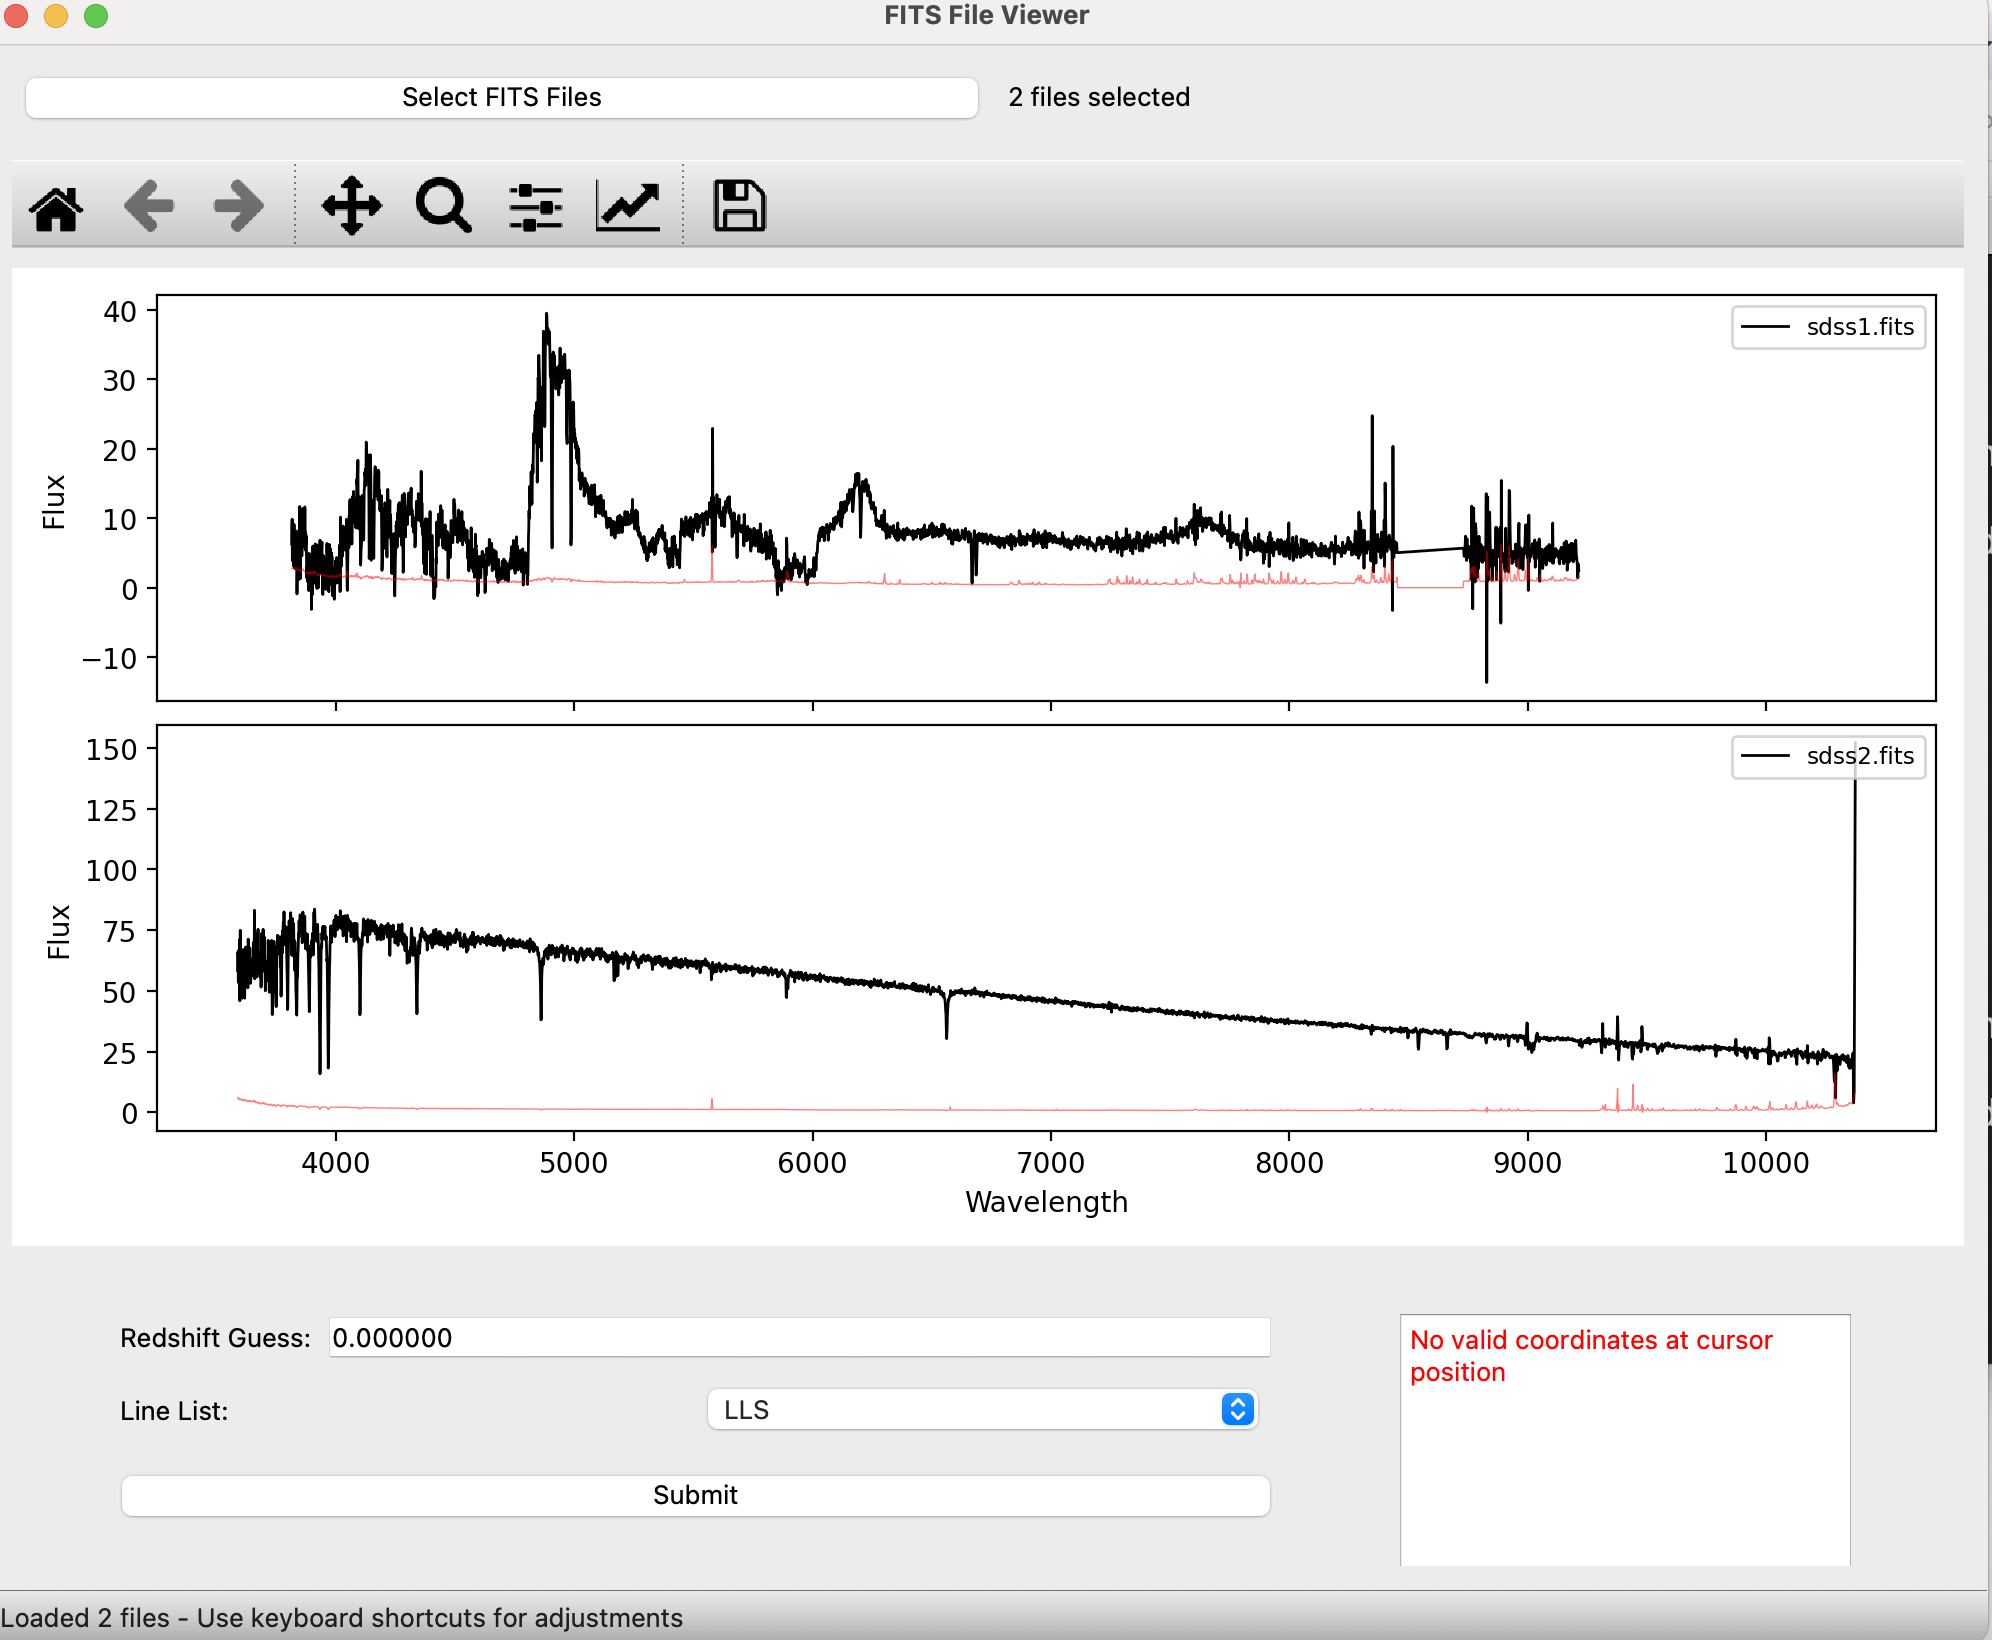 FITS File Viewer
Select FITS Files
2 files selected
40
30
20
10
0
−10
Flux
sdss1.fits
150
125
100
75
50
25
0
Flux
sdss2.fits
4000 5000 6000 7000 8000 9000 10000
Wavelength
Redshift Guess: 0.000000
Line List: LLS
Submit
No valid coordinates at cursor
position
Loaded 2 files - Use keyboard shortcuts for adjustments